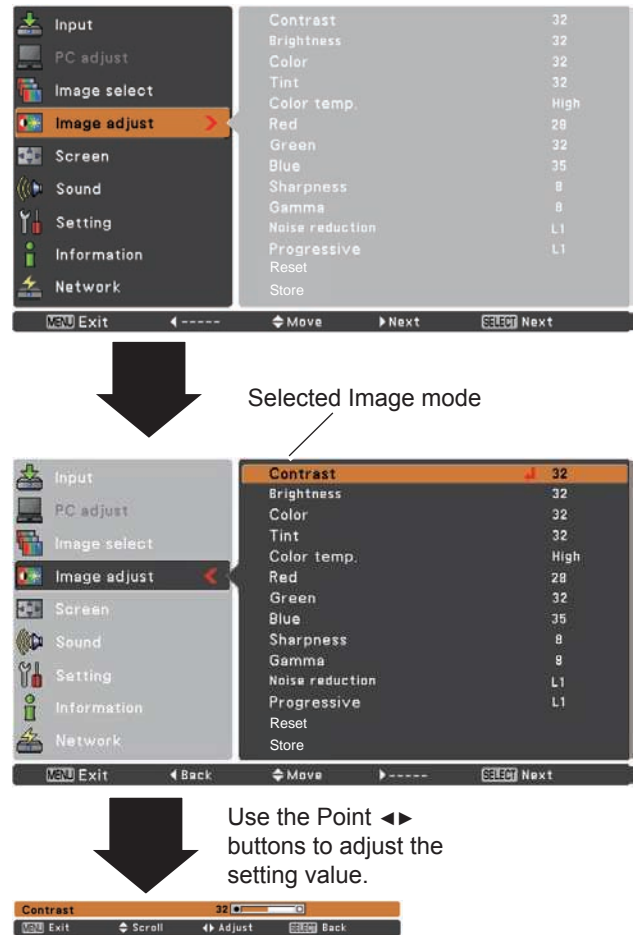 Input
PC adjust
Image select
Image adjust
Screen
Sound
Setting
Information
Network
Contrast 32
Brightness 32
Color 32
Tint 32
Color temp. High
Red 28
Green 32
Blue 35
Sharpness 8
Gamma 8
Noise reduction L1
Progressive L1
Reset
Store
MENU Exit ◀----- ◆Move ▶Next SELECT Next
Selected Image mode
Input
PC adjust
Image select
Image adjust
Screen
Sound
Setting
Information
Network
Contrast 32
Brightness 32
Color 32
Tint 32
Color temp. High
Red 28
Green 32
Blue 35
Sharpness 8
Gamma 8
Noise reduction L1
Progressive L1
Reset
Store
MENU Exit ◀Back ◆Move ▶----- SELECT Next
Use the Point ◄►
buttons to adjust the
setting value.
Contrast 32
MENU Exit ◆Scroll ◀▶Adjust SELECT Back